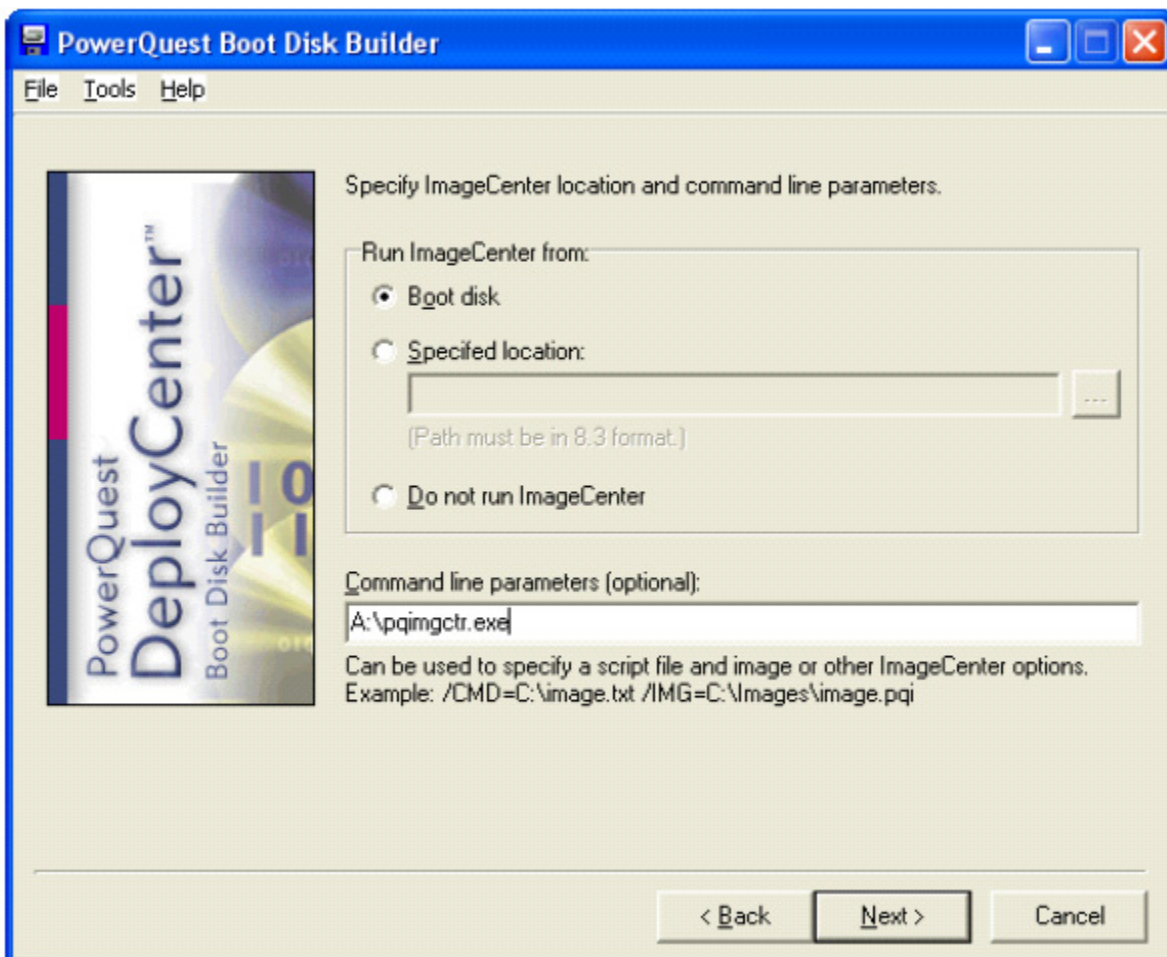 PowerQuest Boot Disk Builder
File Tools Help
PowerQuest
DeployCenter™
Boot Disk Builder
Specify ImageCenter location and command line parameters.
Run ImageCenter from:
Boot disk
Specifed location:
...
(Path must be in 8.3 format.)
Do not run ImageCenter
Command line parameters (optional):
A:\pqimgctr.exe
Can be used to specify a script file and image or other ImageCenter options.
Example: /CMD=C:\image.txt /IMG=C:\Images\image.pqi
< Back Next > Cancel